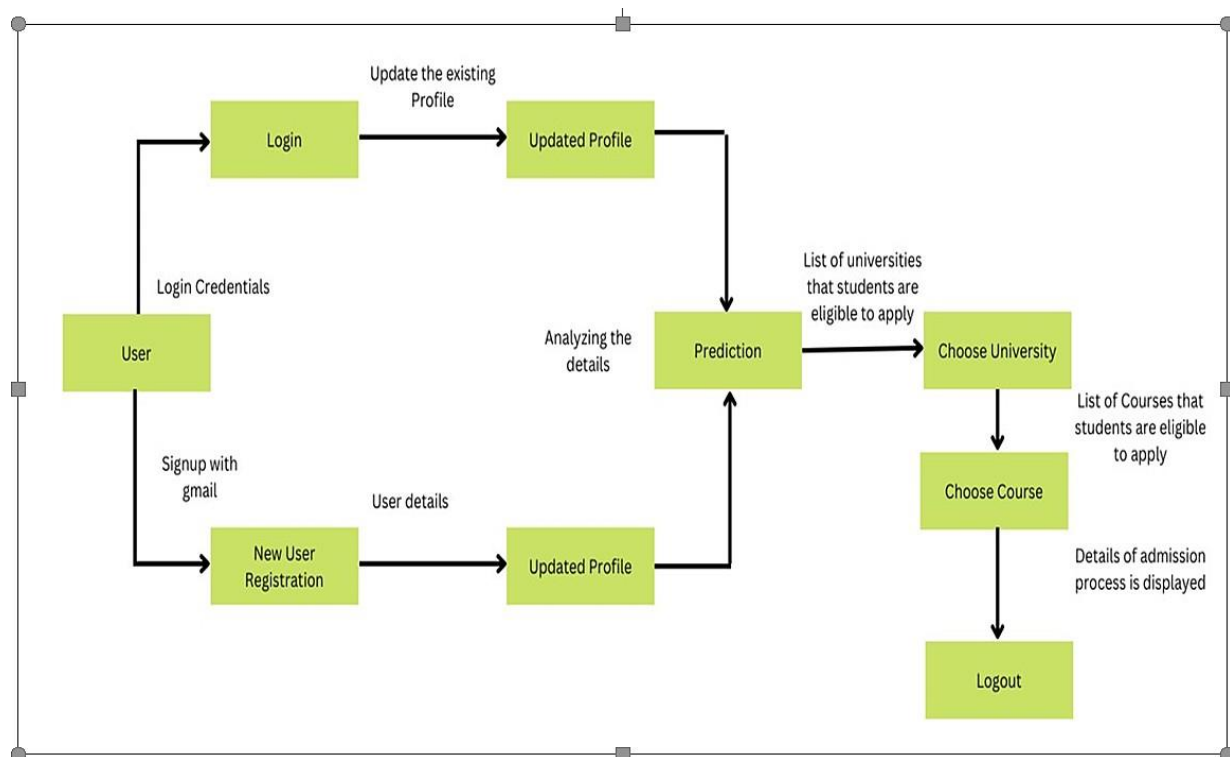 Update the existing
Profile
Login
Updated Profile
Login Credentials
User
List of universities
that students are
eligible to apply
Analyzing the
details
Prediction
Choose University
List of Courses that
students are eligible
to apply
Signup with
gmail
User details
Choose Course
New User
Registration
Updated Profile
Details of admission
process is displayed
Logout